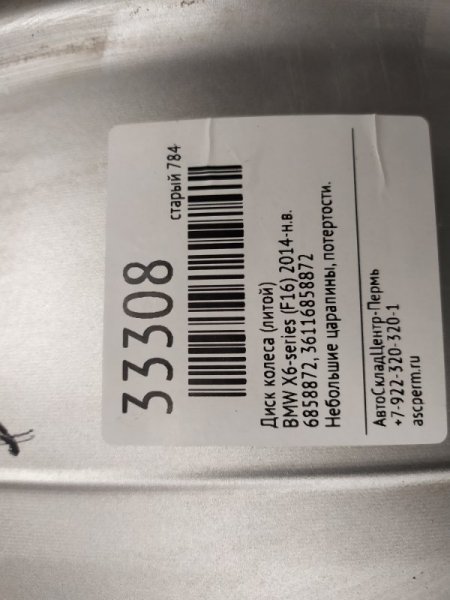 33308
старый 784
Диск колеса (литой)
BMW X6-series (F16) 2014-н.в.
6858872, 36116858872
Небольшие царапины, потертости.
АвтоСкладЦентр-Пермь
+7-922-320-320-1
ascperm.ru